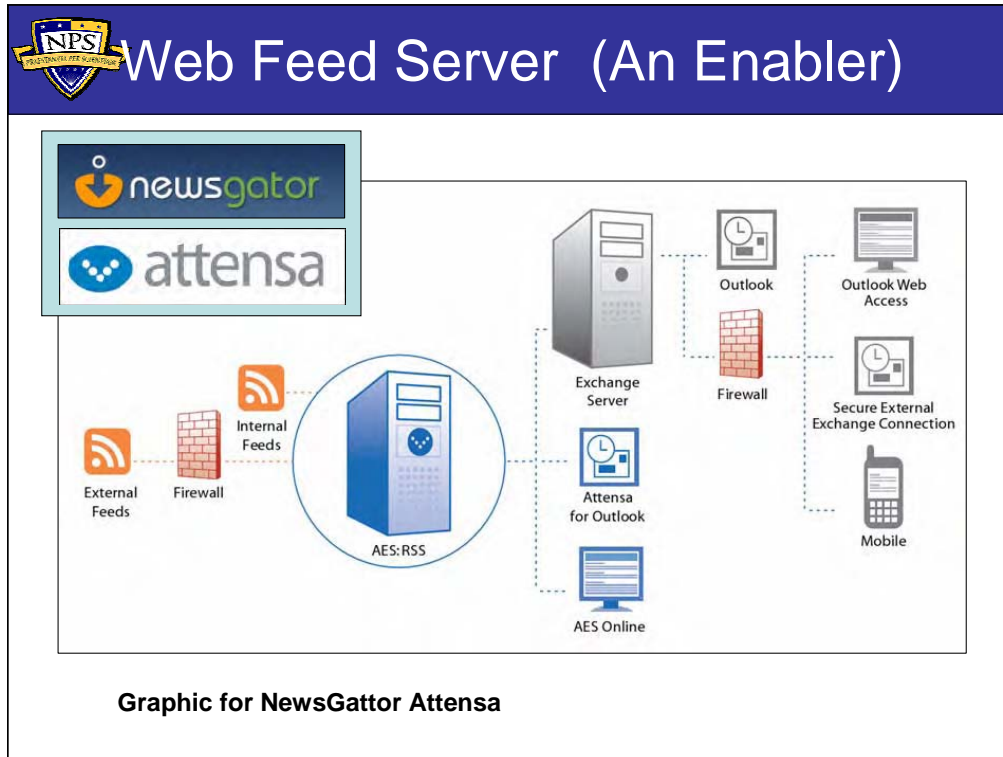 NPS
Web Feed Server (An Enabler)
newsgator
attensa
External
Feeds
Firewall
Internal
Feeds
AES:RSS
Exchange
Server
Attensa
for Outlook
AES Online
Outlook
Firewall
Outlook Web
Access
Secure External
Exchange Connection
Mobile
Graphic for NewsGattor Attensa